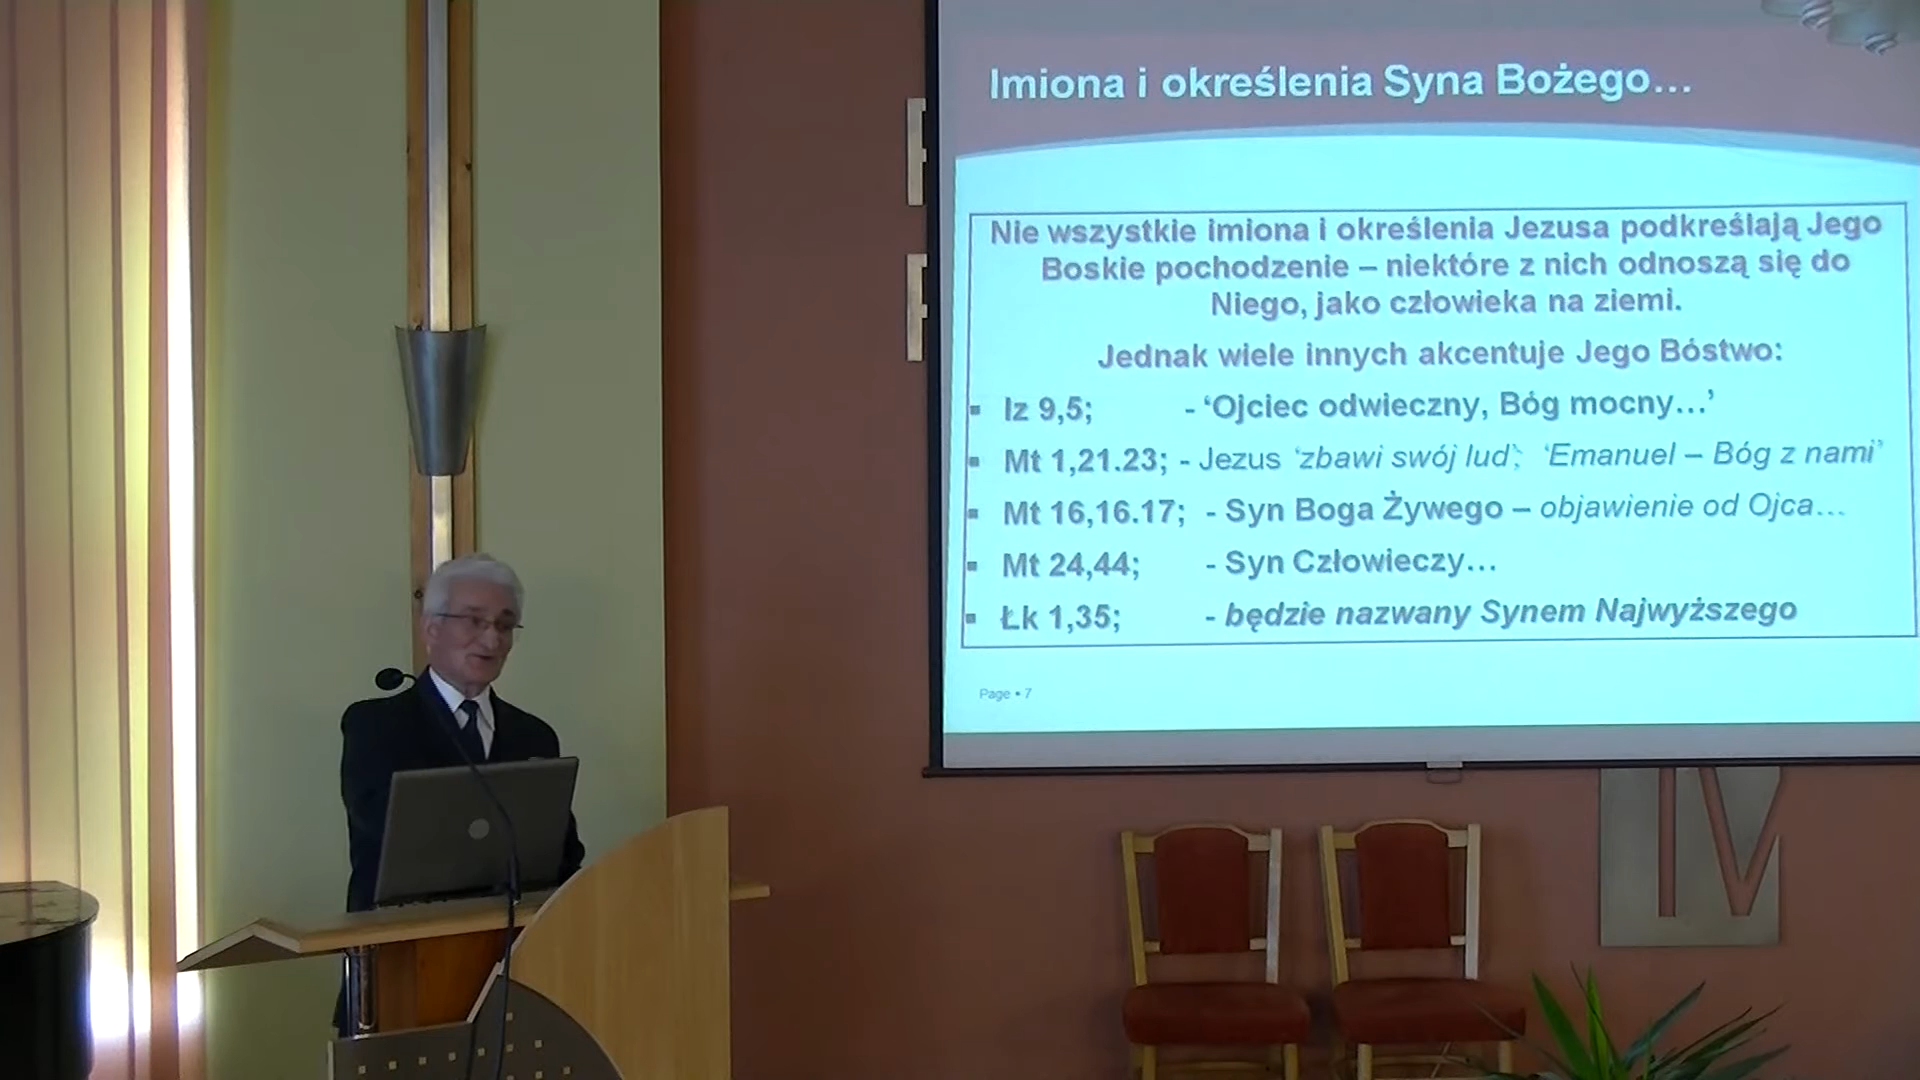 Imiona i określenia Syna Bożego…
Nie wszystkie imiona i określenia Jezusa podkreślają Jego
Boskie pochodzenie – niektóre z nich odnoszą się do
Niego, jako człowieka na ziemi.
Jednak wiele innych akcentuje Jego Bóstwo:
▪ Iz 9,5; - ‘Ojciec odwieczny, Bóg mocny…’
▪ Mt 1,21.23; - Jezus ‘zbawi swój lud’; ‘Emanuel – Bóg z nami’
▪ Mt 16,16.17; - Syn Boga Żywego – objawienie od Ojca…
▪ Mt 24,44; - Syn Człowieczy…
▪ Łk 1,35; - będzie nazwany Synem Najwyższego
Page ▪ 7